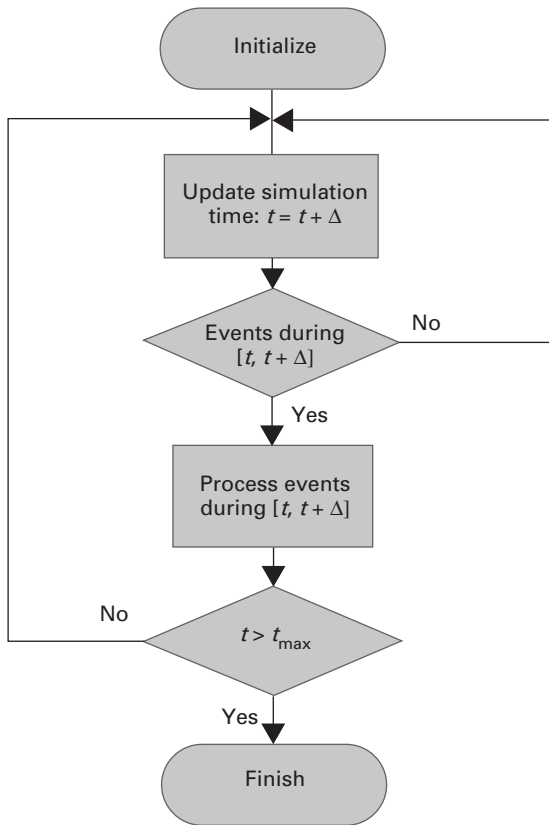 Initialize
Update simulation
time: t = t + Δ
Events during
[t, t + Δ]
No
Yes
Process events
during [t, t + Δ]
No
t > tmax
Yes
Finish